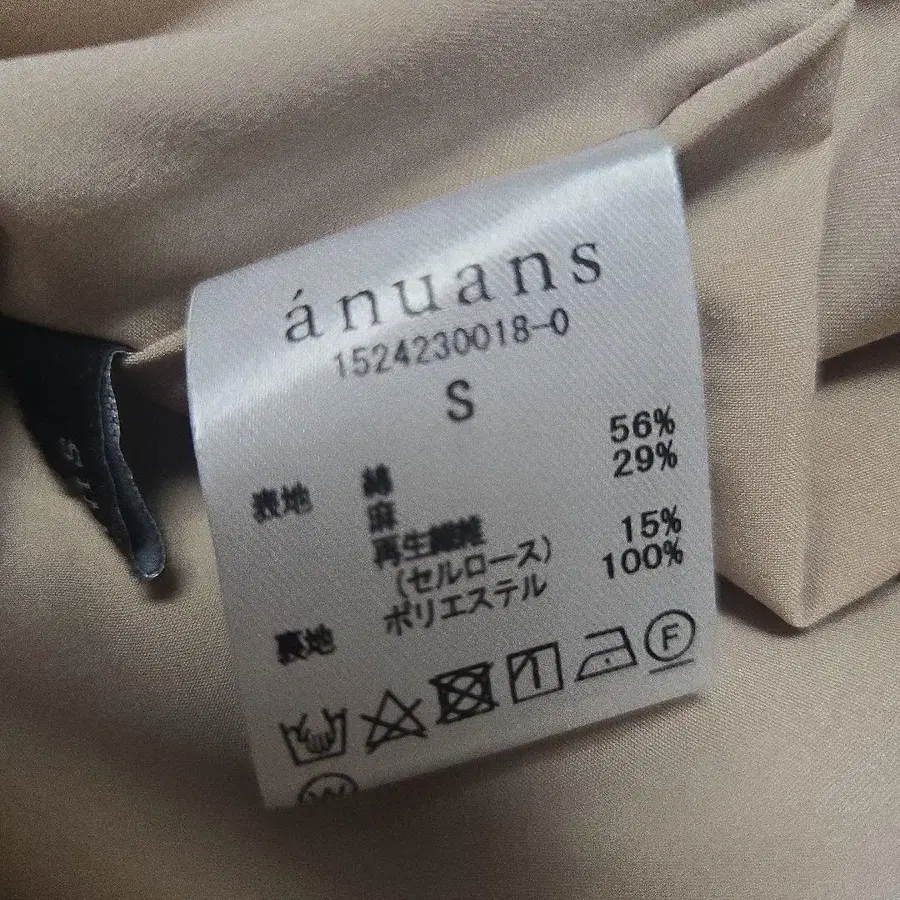 ánuans
1524230018-0
S
表地 綿 56%
麻 29%
再生繊維
(セルロース) 15%
裏地 ポリエステル 100%
F
W